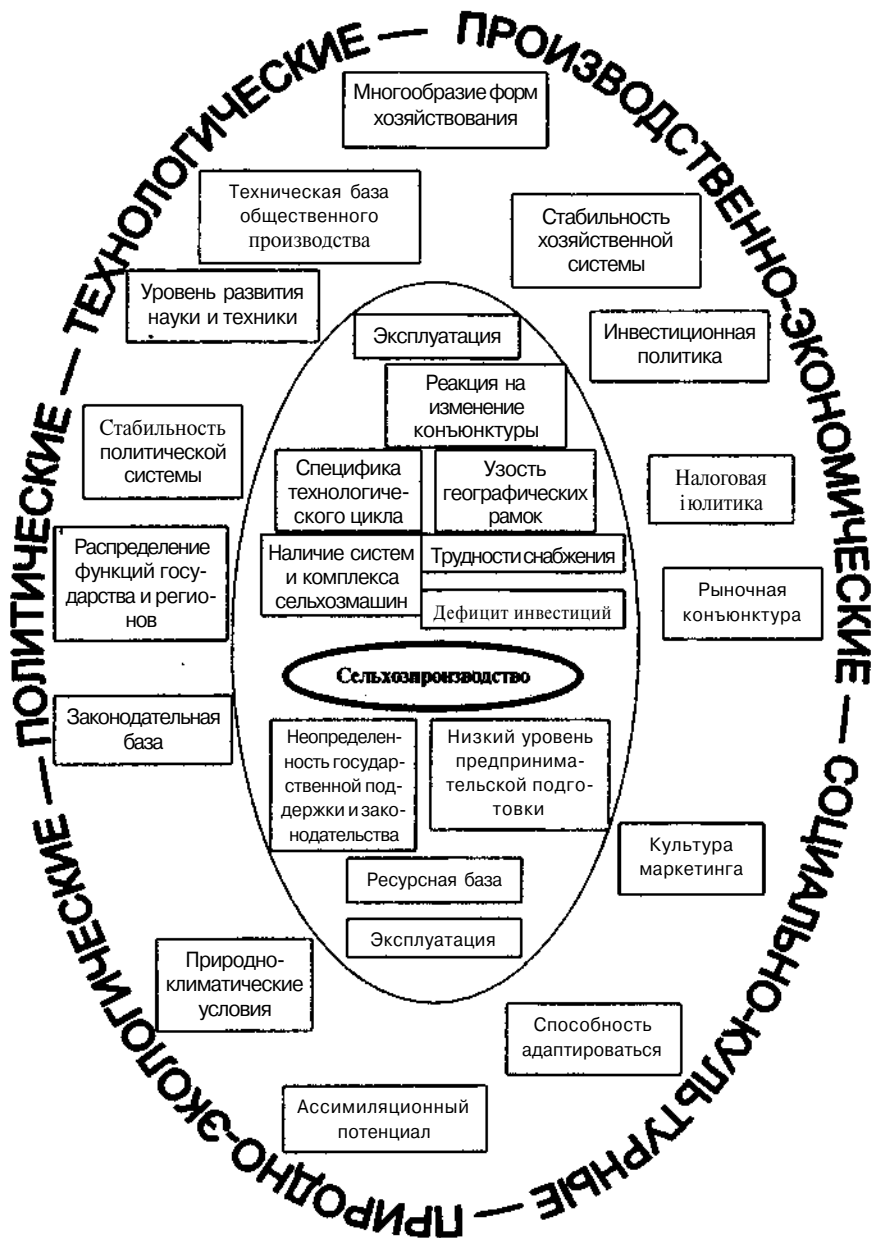 ТЕХНОЛОГИЧЕСКИЕ —
ПРОИЗВОДСТВЕННО-ЭКОНОМИЧЕСКИЕ —
СОЦИАЛЬНО-КУЛЬТУРНЫЕ —
ПРИРОДНО-ЭКОЛОГИЧЕСКИЕ —
ПОЛИТИЧЕСКИЕ —
Многообразие форм
хозяйствования
Техническая база
общественного
производства
Стабильность
хозяйственной
системы
Уровень развития
науки и техники
Эксплуатация
Инвестиционная
политика
Реакция на
изменение
конъюнктуры
Стабильность
политической
системы
Специфика
технологиче-
ского цикла
Узость
географических
рамок
Налоговая
іюлитика
Распределение
функций госу-
дарства и регио-
нов
Наличие систем
и комплекса
сельхозмашин
Трудности снабжения
Дефицит инвестиций
Рыночная
конъюнктура
Сельхозпроизводство
Законодательная
база
Неопределен-
ность государ-
ственной под-
держки и зако-
нодательства
Низкий уровень
предпринима-
тельской подго-
товки
Культура
маркетинга
Ресурсная база
Эксплуатация
Природно-
климатические
условия
Способность
адаптироваться
Ассимиляционный
потенциал